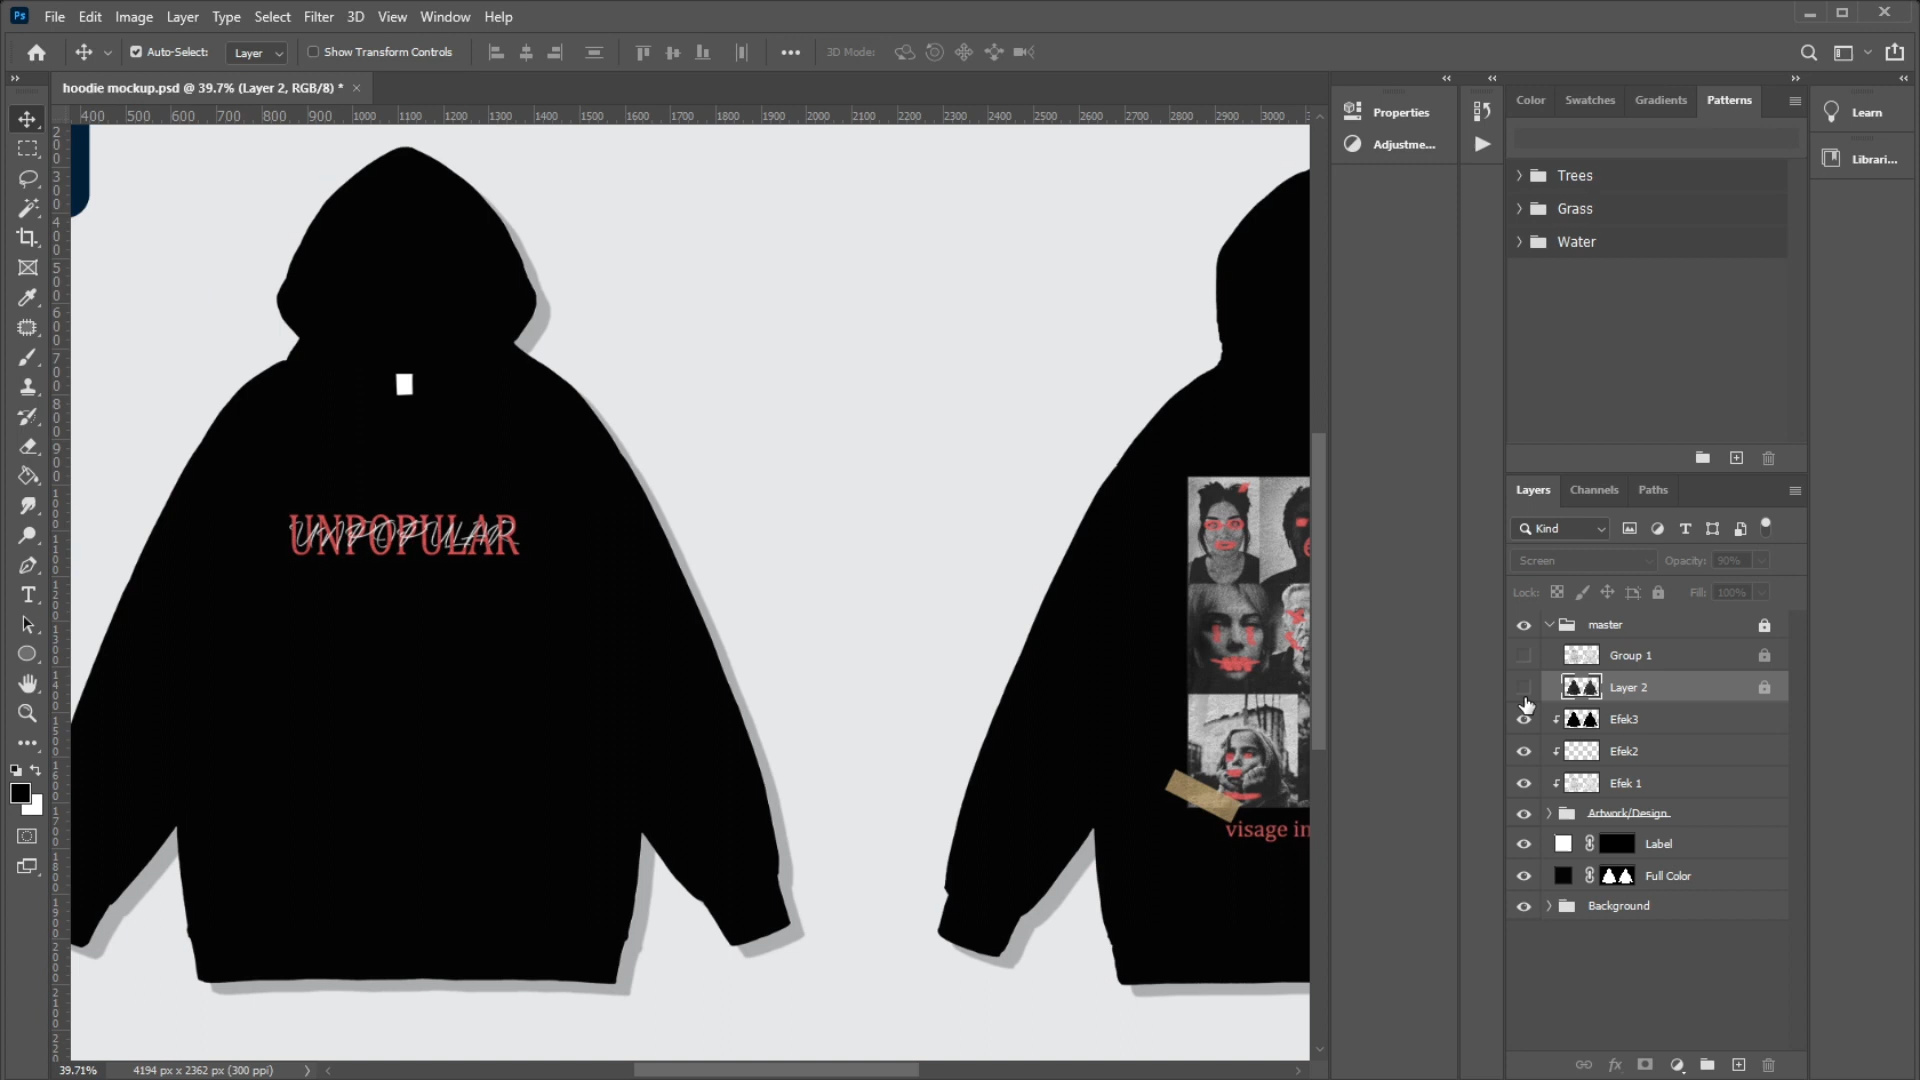 Ps File Edit Image Layer Type Select Filter 3D View Window Help
Auto-Select: Layer Show Transform Controls 3D Mode:
hoodie mockup.psd @ 39.7% (Layer 2, RGB/8) *
400 500 600 700 800 900 1000 1100 1200 1300 1400 1500 1600 1700 1800 1900 2000 2100 2200 2300 2400 2500 2600 2700 2800 2900 3000
UNPOPULAR
UNPOPULAR
visage in
Properties
Adjustme...
Color Swatches Gradients Patterns
Trees
Grass
Water
Learn
Librari...
Layers Channels Paths
Kind
Screen Opacity: 90%
Lock: Fill: 100%
master
Group 1
Layer 2
Efek3
Efek2
Efek 1
Artwork/Design
Label
Full Color
Background
39.71% 4194 px x 2362 px (300 ppi)